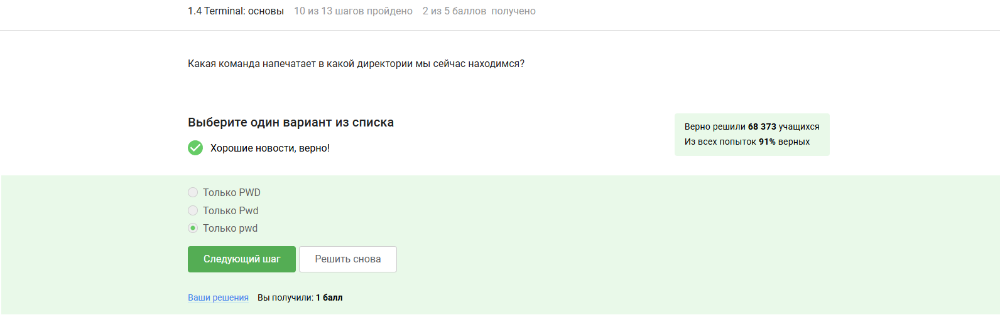 1.4 Terminal: основы 10 из 13 шагов пройдено 2 из 5 баллов получено
Какая команда напечатает в какой директории мы сейчас находимся?
Выберите один вариант из списка
Хорошие новости, верно!
Верно решили 68 373 учащихся
Из всех попыток 91% верных
Только PWD
Только Pwd
Только pwd
Следующий шаг Решить снова
Ваши решения Вы получили: 1 балл